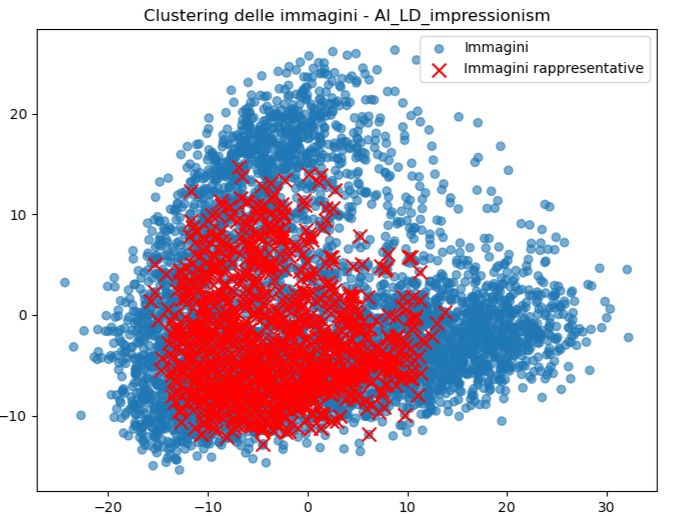 Clustering delle immagini - AI_LD_impressionism
Immagini
Immagini rappresentative
20
10
0
−10
−20 −10 0 10 20 30